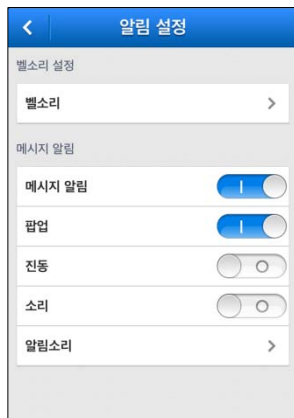 알림 설정
벨소리 설정
벨소리
메시지 알림
메시지 알림
팝업
진동
소리
알림소리